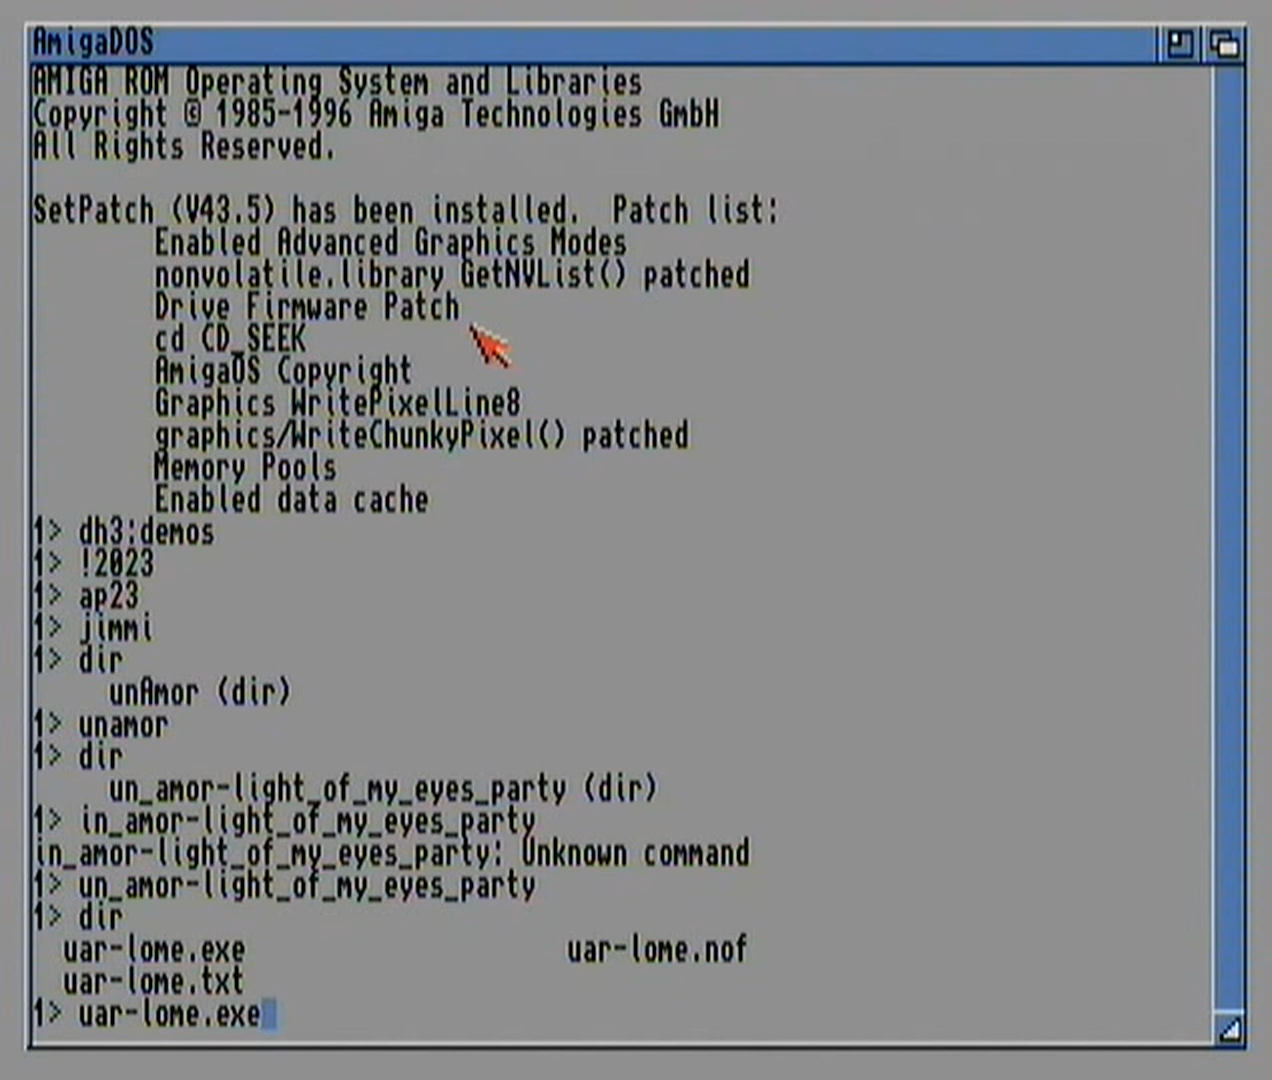 AmigaDOS
AMIGA ROM Operating System and Libraries
Copyright © 1985-1996 Amiga Technologies GmbH
All Rights Reserved.
SetPatch (V43.5) has been installed.  Patch list:
Enabled Advanced Graphics Modes
nonvolatile.library GetNVList() patched
Drive Firmware Patch
cd CD_SEEK
AmigaOS Copyright
Graphics WritePixelLine8
graphics/WriteChunkyPixel() patched
Memory Pools
Enabled data cache
1> dh3:demos
1> !2023
1> ap23
1> jimmi
1> dir
unAmor (dir)
1> unamor
1> dir
un_amor-light_of_my_eyes_party (dir)
1> in_amor-light_of_my_eyes_party
in_amor-light_of_my_eyes_party: Unknown command
1> un_amor-light_of_my_eyes_party
1> dir
uar-lome.exe uar-lome.nof
uar-lome.txt
1> uar-lome.exe